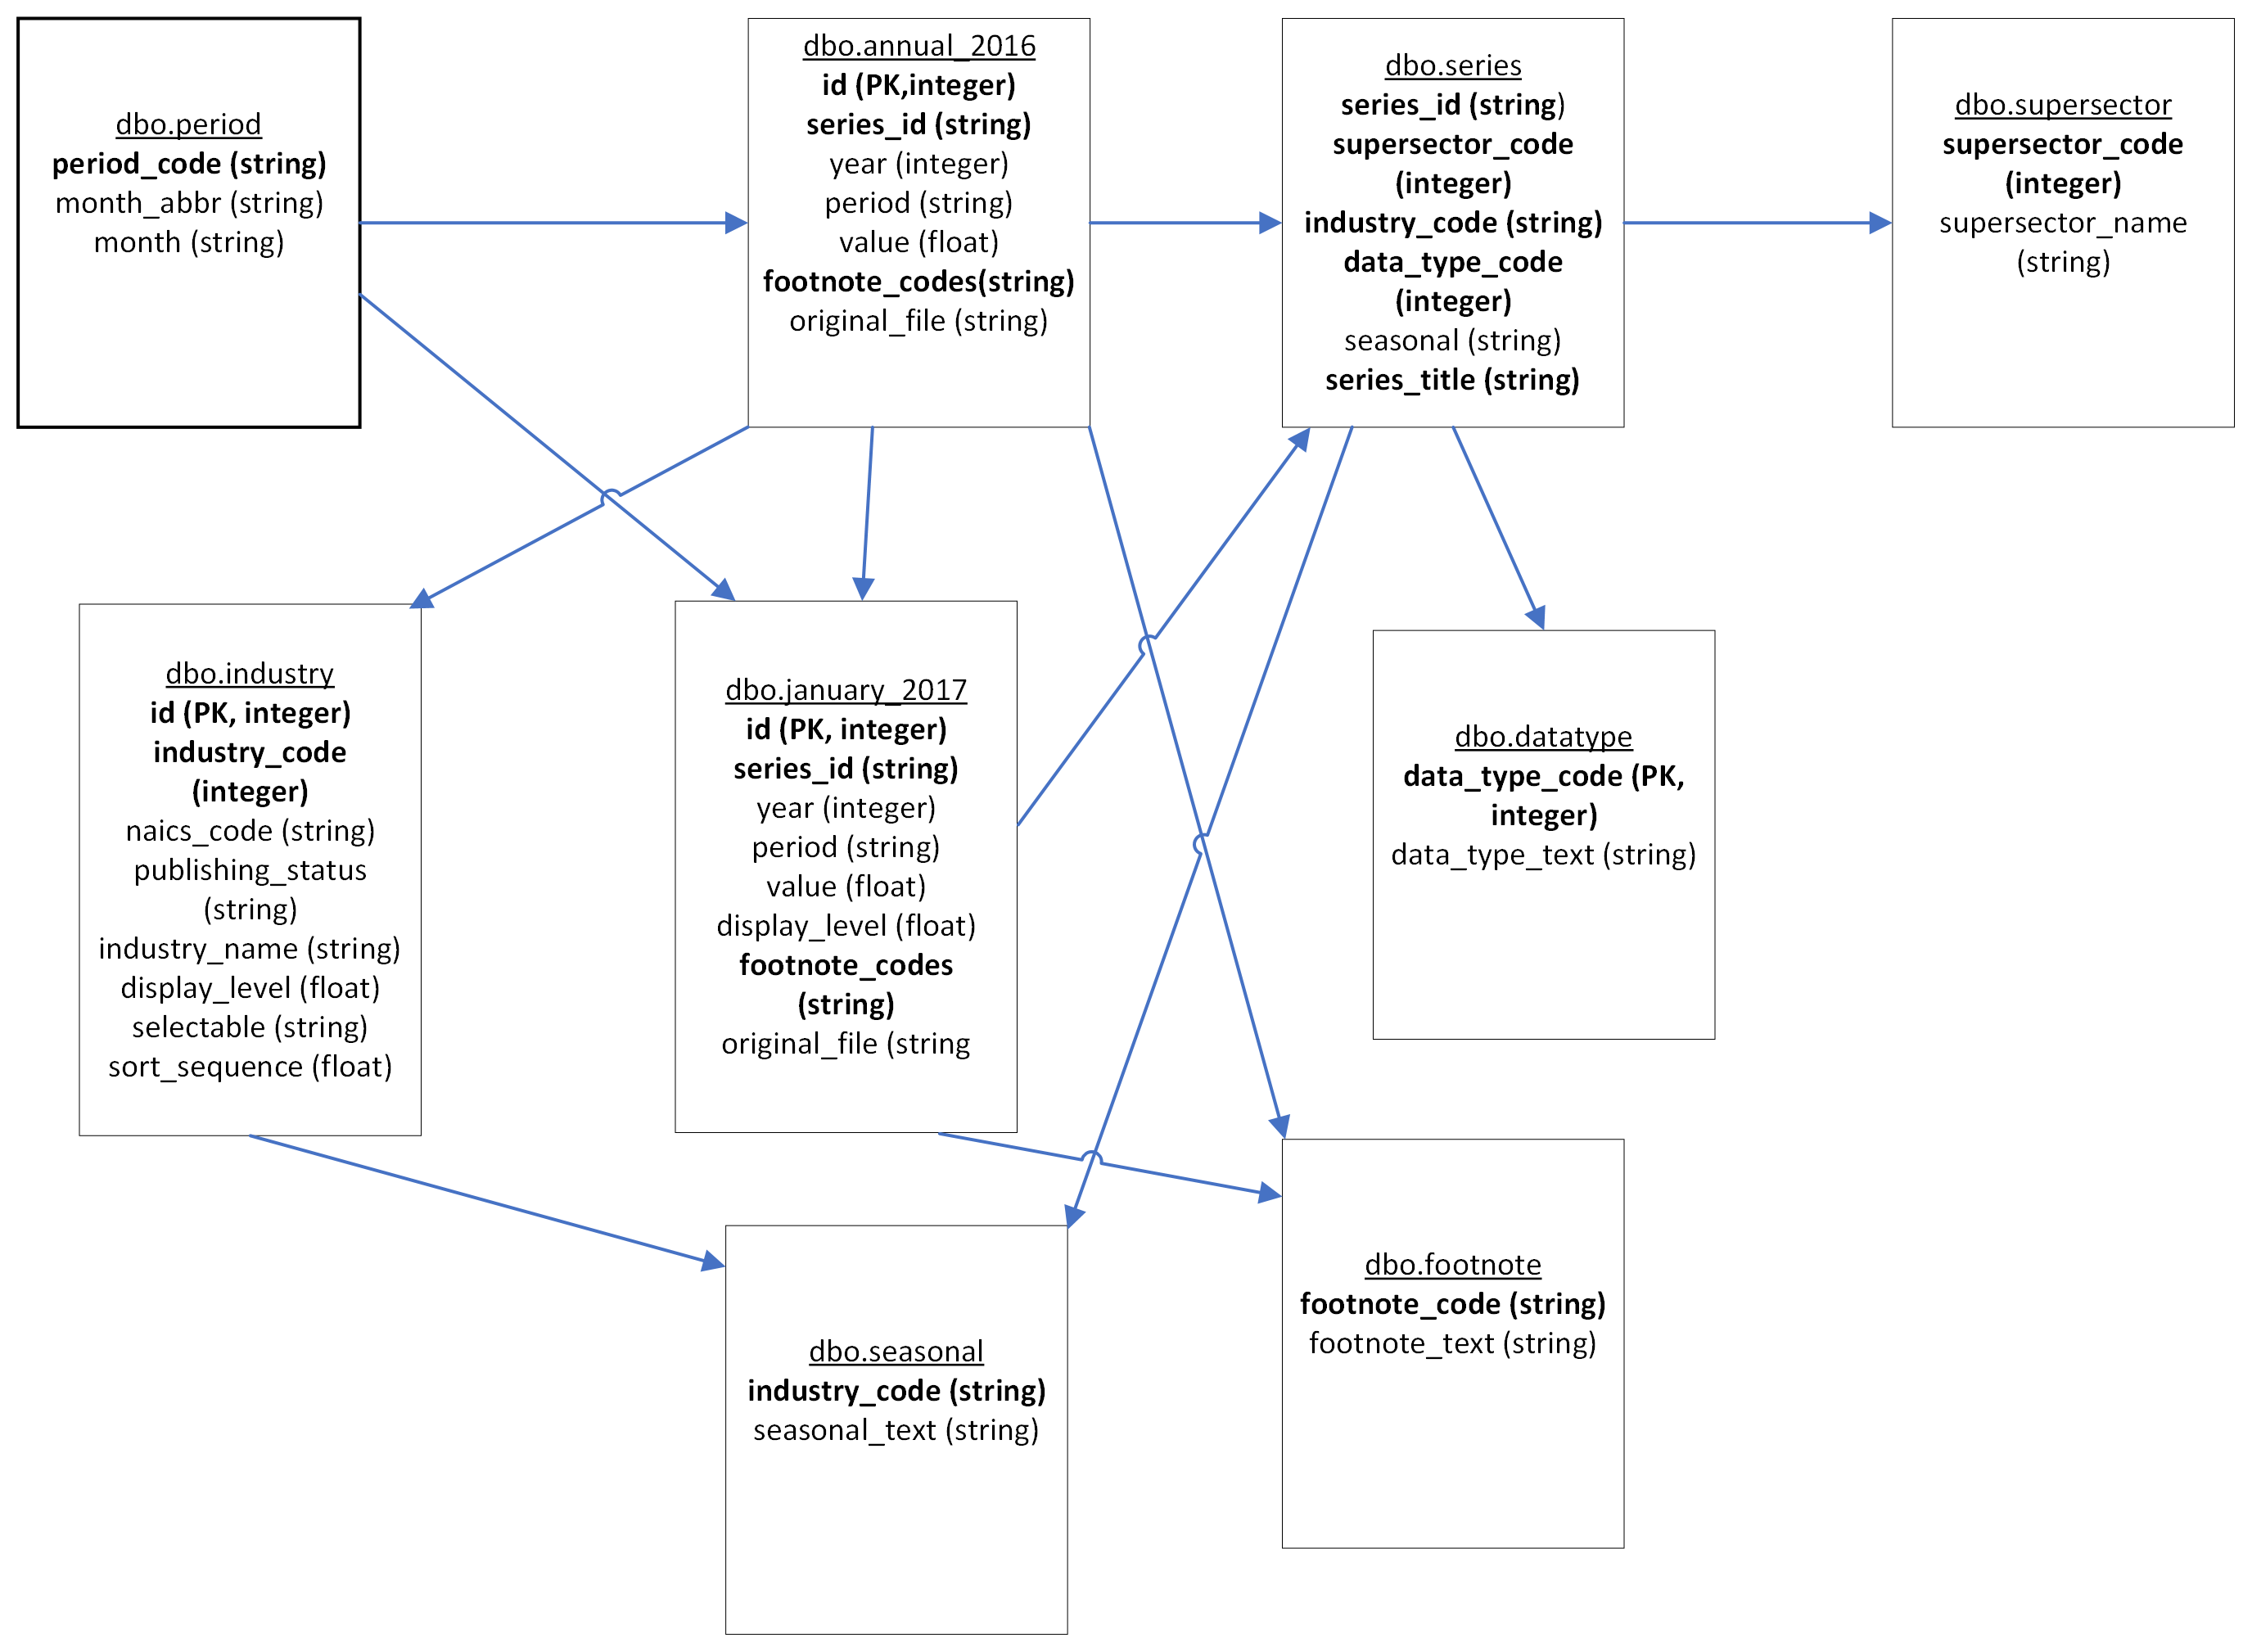 dbo.period
period_code (string)
month_abbr (string)
month (string)
dbo.annual_2016
id (PK,integer)
series_id (string)
year (integer)
period (string)
value (float)
footnote_codes(string)
original_file (string)
dbo.series
series_id (string)
supersector_code
(integer)
industry_code (string)
data_type_code
(integer)
seasonal (string)
series_title (string)
dbo.supersector
supersector_code
(integer)
supersector_name
(string)
dbo.industry
id (PK, integer)
industry_code
(integer)
naics_code (string)
publishing_status
(string)
industry_name (string)
display_level (float)
selectable (string)
sort_sequence (float)
dbo.january_2017
id (PK, integer)
series_id (string)
year (integer)
period (string)
value (float)
display_level (float)
footnote_codes
(string)
original_file (string
dbo.datatype
data_type_code (PK,
integer)
data_type_text (string)
dbo.seasonal
industry_code (string)
seasonal_text (string)
dbo.footnote
footnote_code (string)
footnote_text (string)